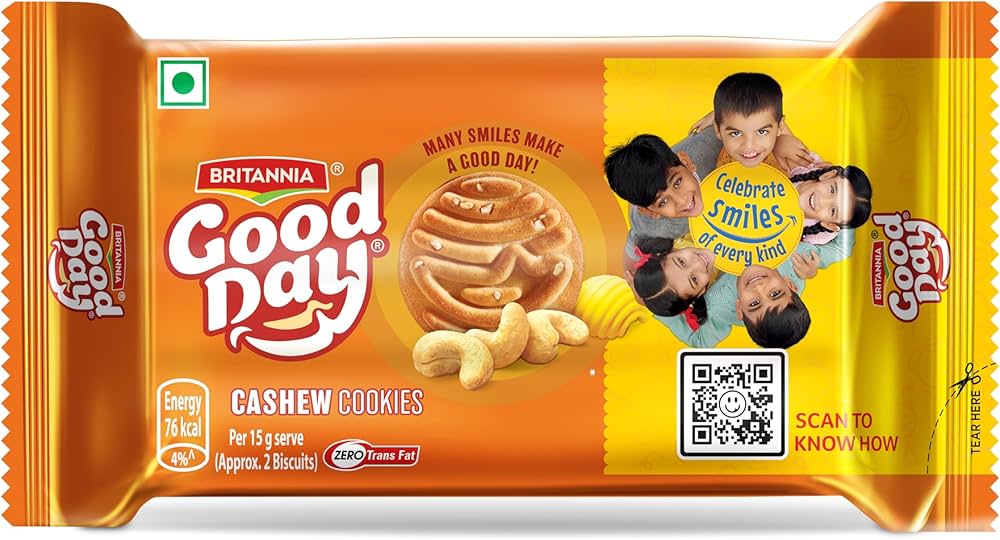 BRITANNIA ®
Good
Day ®
MANY SMILES MAKE
A GOOD DAY!
Celebrate
smiles
of every kind
CASHEW COOKIES
Energy
76 kcal
4%^
Per 15 g serve
(Approx. 2 Biscuits)
ZERO Trans Fat
*
SCAN TO
KNOW HOW
TEAR HERE
BRITANNIA
Good
Day
BRITANNIA
Good
Day